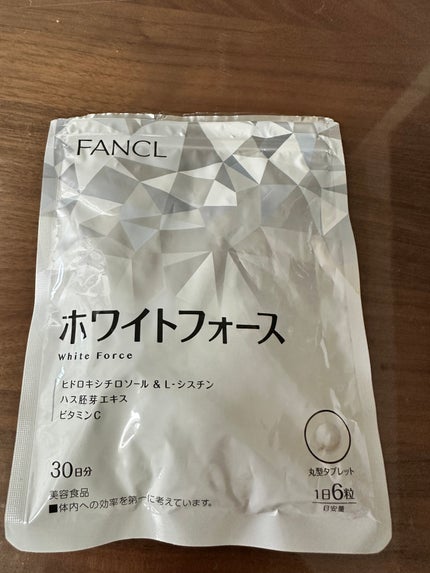 FANCL
ホワイトフォース
White Force
ヒドロキシチロソール & L-シスチン
ハス胚芽エキス
ビタミンC
30日分
美容食品
■体内への効率を第一に考えています。
丸型タブレット
1日6粒
目安量